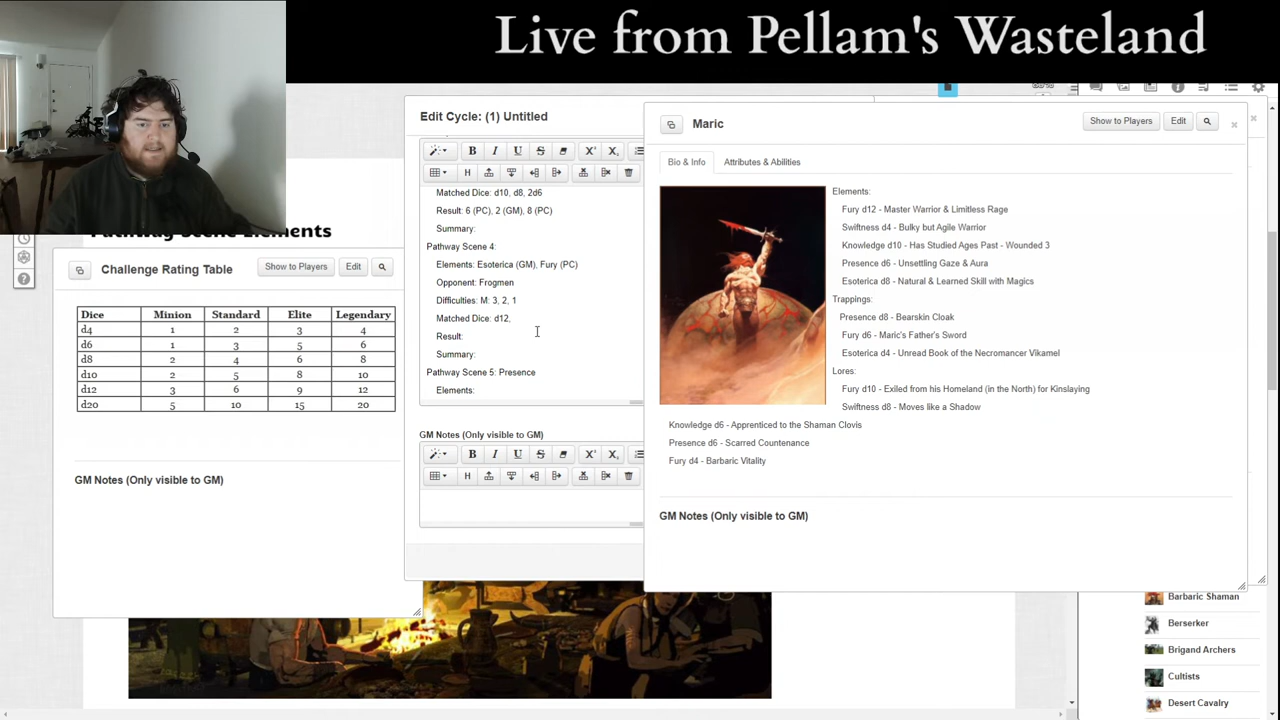 Live from Pellam's Wasteland
Edit Cycle: (1) Untitled
Matched Dice: d10, d8, 2d6
Result: 6 (PC), 2 (GM), 8 (PC)
Summary:
Pathway Scene 4:
Elements: Esoterica (GM), Fury (PC)
Opponent: Frogmen
Difficulties: M: 3, 2, 1
Matched Dice: d12,
Result:
Summary:
Pathway Scene 5: Presence
Elements:
GM Notes (Only visible to GM)
Maric
Show to Players
Edit
Bio & Info
Attributes & Abilities
Elements:
Fury d12 - Master Warrior & Limitless Rage
Swiftness d4 - Bulky but Agile Warrior
Knowledge d10 - Has Studied Ages Past - Wounded 3
Presence d6 - Unsettling Gaze & Aura
Esoterica d8 - Natural & Learned Skill with Magics
Trappings:
Presence d8 - Bearskin Cloak
Fury d6 - Maric's Father's Sword
Esoterica d4 - Unread Book of the Necromancer Vikamel
Lores:
Fury d10 - Exiled from his Homeland (in the North) for Kinslaying
Swiftness d8 - Moves like a Shadow
Knowledge d6 - Apprenticed to the Shaman Clovis
Presence d6 - Scarred Countenance
Fury d4 - Barbaric Vitality
GM Notes (Only visible to GM)
Pathway Scene Elements
Challenge Rating Table
Show to Players
Edit
Dice Minion Standard Elite Legendary
d4 1 2 3 4
d6 1 3 5 6
d8 2 4 6 8
d10 2 5 8 10
d12 3 6 9 12
d20 5 10 15 20
GM Notes (Only visible to GM)
Barbaric Shaman
Berserker
Brigand Archers
Cultists
Desert Cavalry